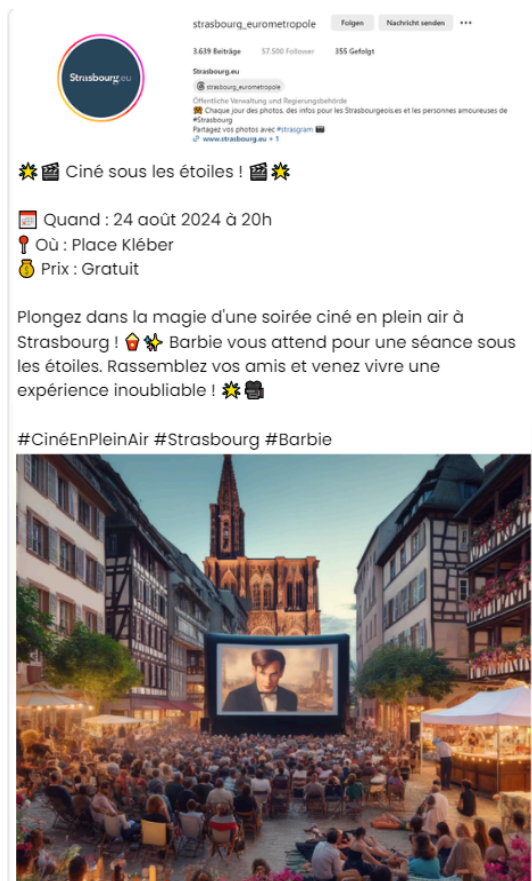 strasbourg_eurometropole Folgen Nachricht senden •••
3.639 Beiträge 57.500 Follower 355 Gefolgt
Strasbourg.eu
Strasbourg.eu
strasbourg_eurometropole
Öffentliche Verwaltung und Regierungsbehörde
Chaque jour des photos, des infos pour les Strasbourgeois.es et les personnes amoureuses de
#Strasbourg
Partagez vos photos avec #strasgram 📷
www.strasbourg.eu + 1
🌟🎬 Ciné sous les étoiles ! 🎬🌟
📅 Quand : 24 août 2024 à 20h
📍 Où : Place Kléber
💰 Prix : Gratuit
Plongez dans la magie d'une soirée ciné en plein air à
Strasbourg ! 🍿✨ Barbie vous attend pour une séance sous
les étoiles. Rassemblez vos amis et venez vivre une
expérience inoubliable ! 🌟🎥
#CinéEnPleinAir #Strasbourg #Barbie